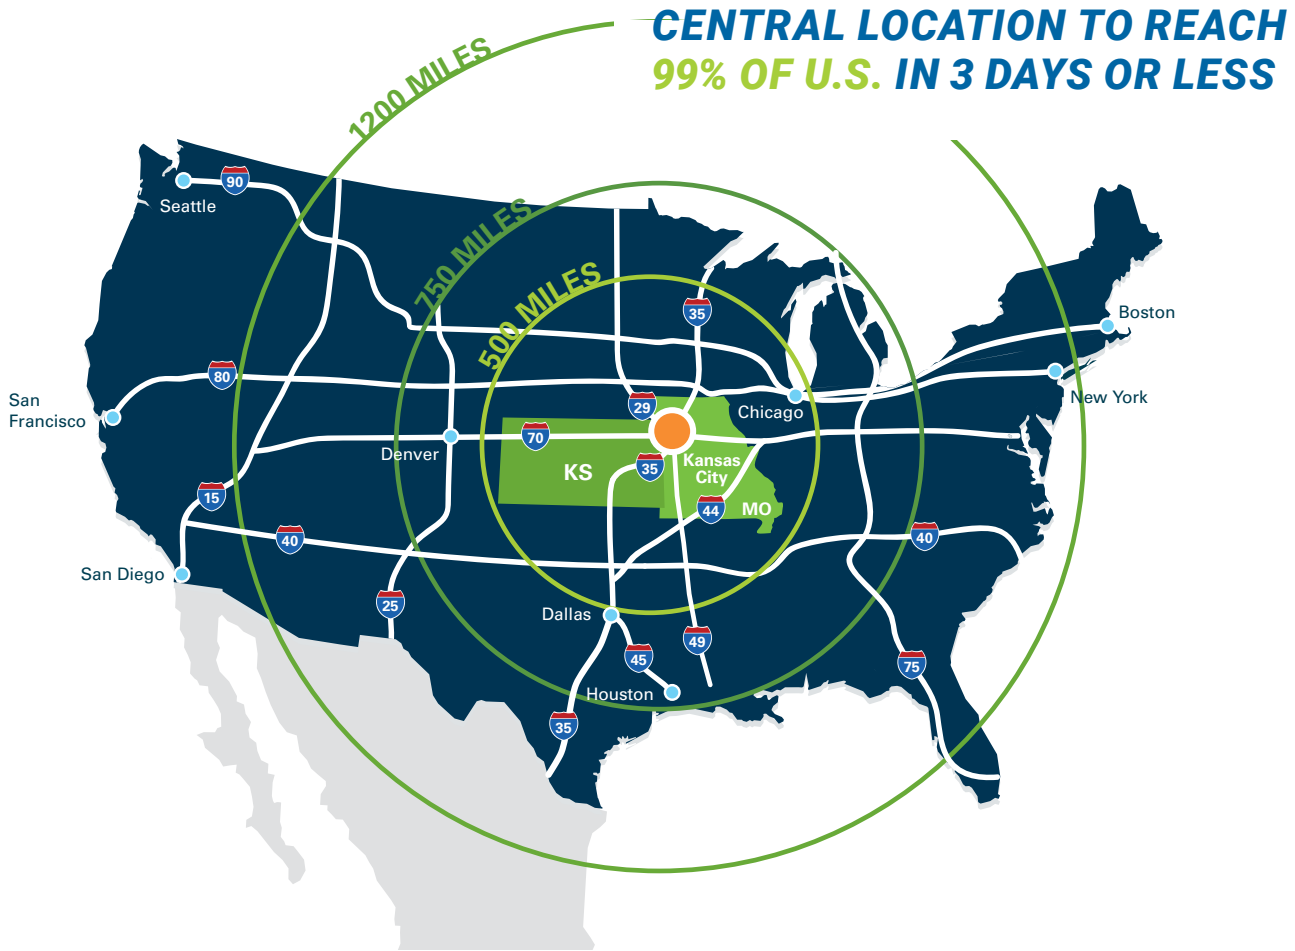 CENTRAL LOCATION TO REACH
99% OF U.S. IN 3 DAYS OR LESS
1200 MILES
750 MILES
500 MILES
90
Seattle
35
Boston
80
San
Francisco
New York
29
Chicago
70
Denver
35
Kansas
City
KS
15
44
MO
40
40
San Diego
25
Dallas
49
45
75
Houston
35